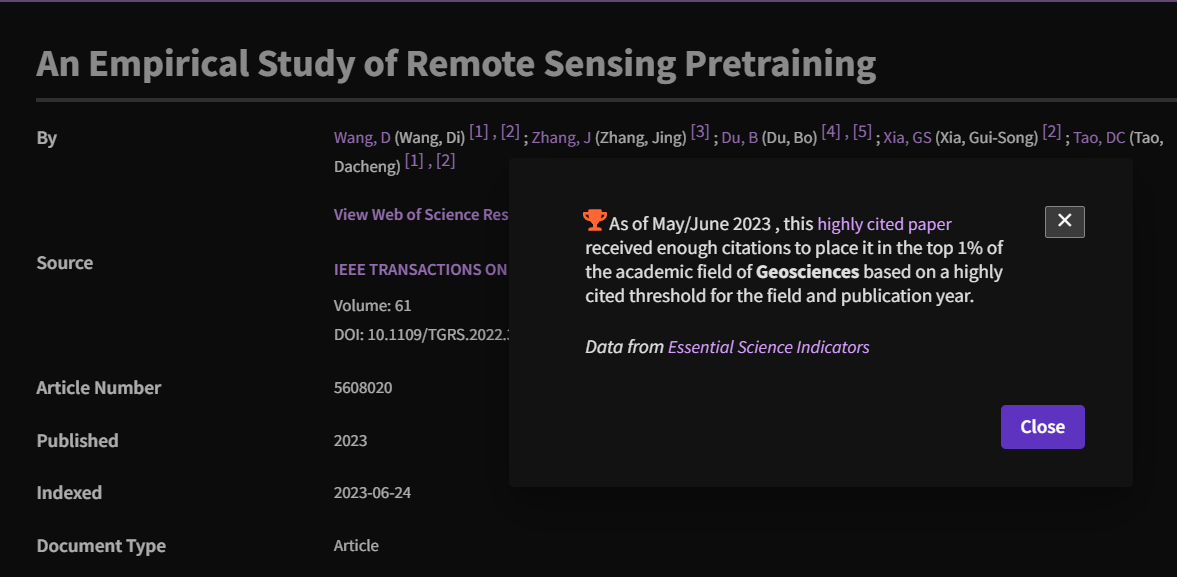 An Empirical Study of Remote Sensing Pretraining
By
Wang, D (Wang, Di) [1] , [2] ; Zhang, J (Zhang, Jing) [3] ; Du, B (Du, Bo) [4] , [5] ; Xia, GS (Xia, Gui-Song) [2] ; Tao, DC (Tao,
Dacheng) [1] , [2]
View Web of Science
Source
IEEE TRANSACTIONS ON
Volume: 61
DOI: 10.1109/TGRS.2022.
Article Number
5608020
Published
2023
Indexed
2023-06-24
Document Type
Article
As of May/June 2023 , this highly cited paper
received enough citations to place it in the top 1% of
the academic field of Geosciences based on a highly
cited threshold for the field and publication year.
Data from Essential Science Indicators
Close